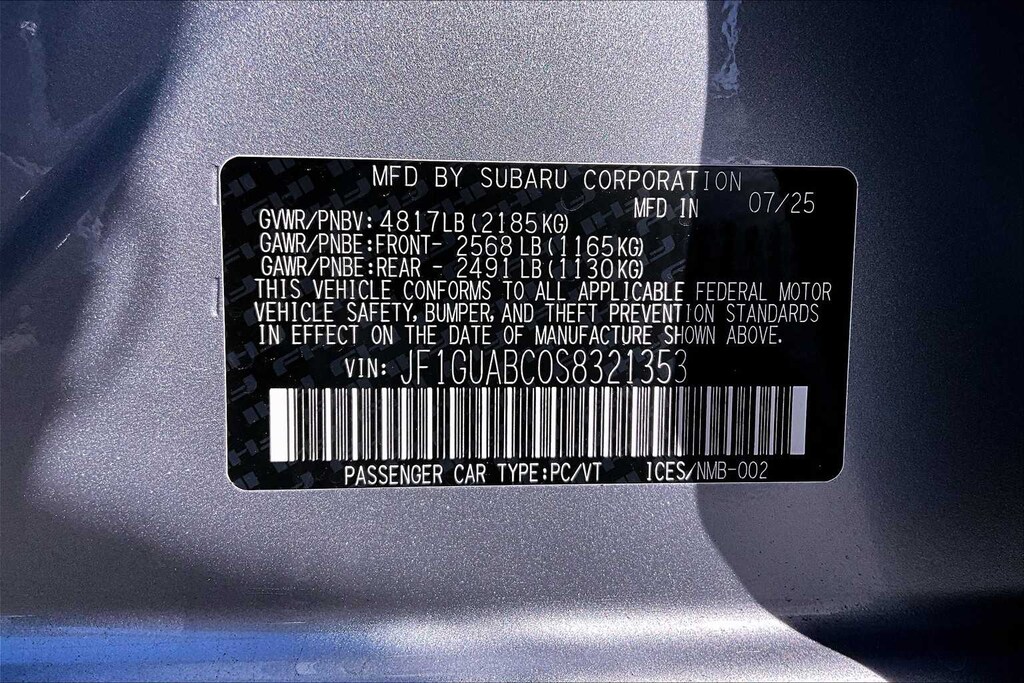 MFD BY SUBARU CORPORATION
MFD IN 07/25
GVWR/PNBV: 4817LB (2185KG)
GAWR/PNBE:FRONT- 2568 LB (1165KG)
GAWR/PNBE:REAR - 2491 LB (1130KG)
THIS VEHICLE CONFORMS TO ALL APPLICABLE FEDERAL MOTOR
VEHICLE SAFETY, BUMPER, AND THEFT PREVENTION STANDARDS
IN EFFECT ON THE DATE OF MANUFACTURE SHOWN ABOVE.
VIN: JF1GUABC0S8321353
PASSENGER CAR TYPE:PC/VT ICES/NMB-002